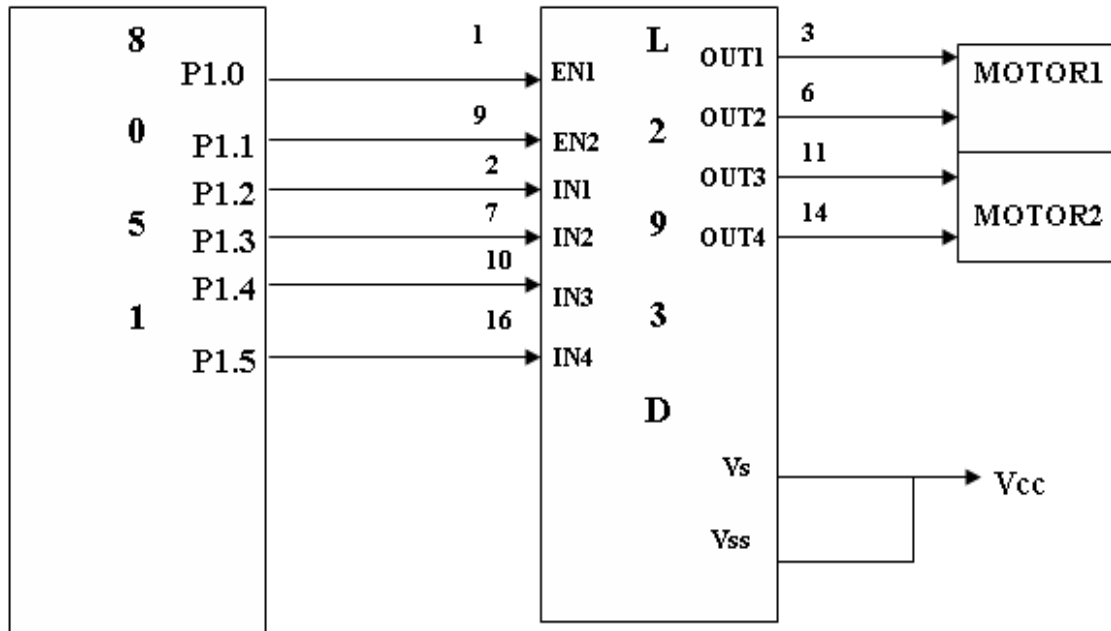 8
0
5
1
P1.0
P1.1
P1.2
P1.3
P1.4
P1.5
1
9
2
7
10
16
L
2
9
3
D
EN1
EN2
IN1
IN2
IN3
IN4
OUT1
OUT2
OUT3
OUT4
Vs
Vss
3
6
11
14
MOTOR1
MOTOR2
Vcc